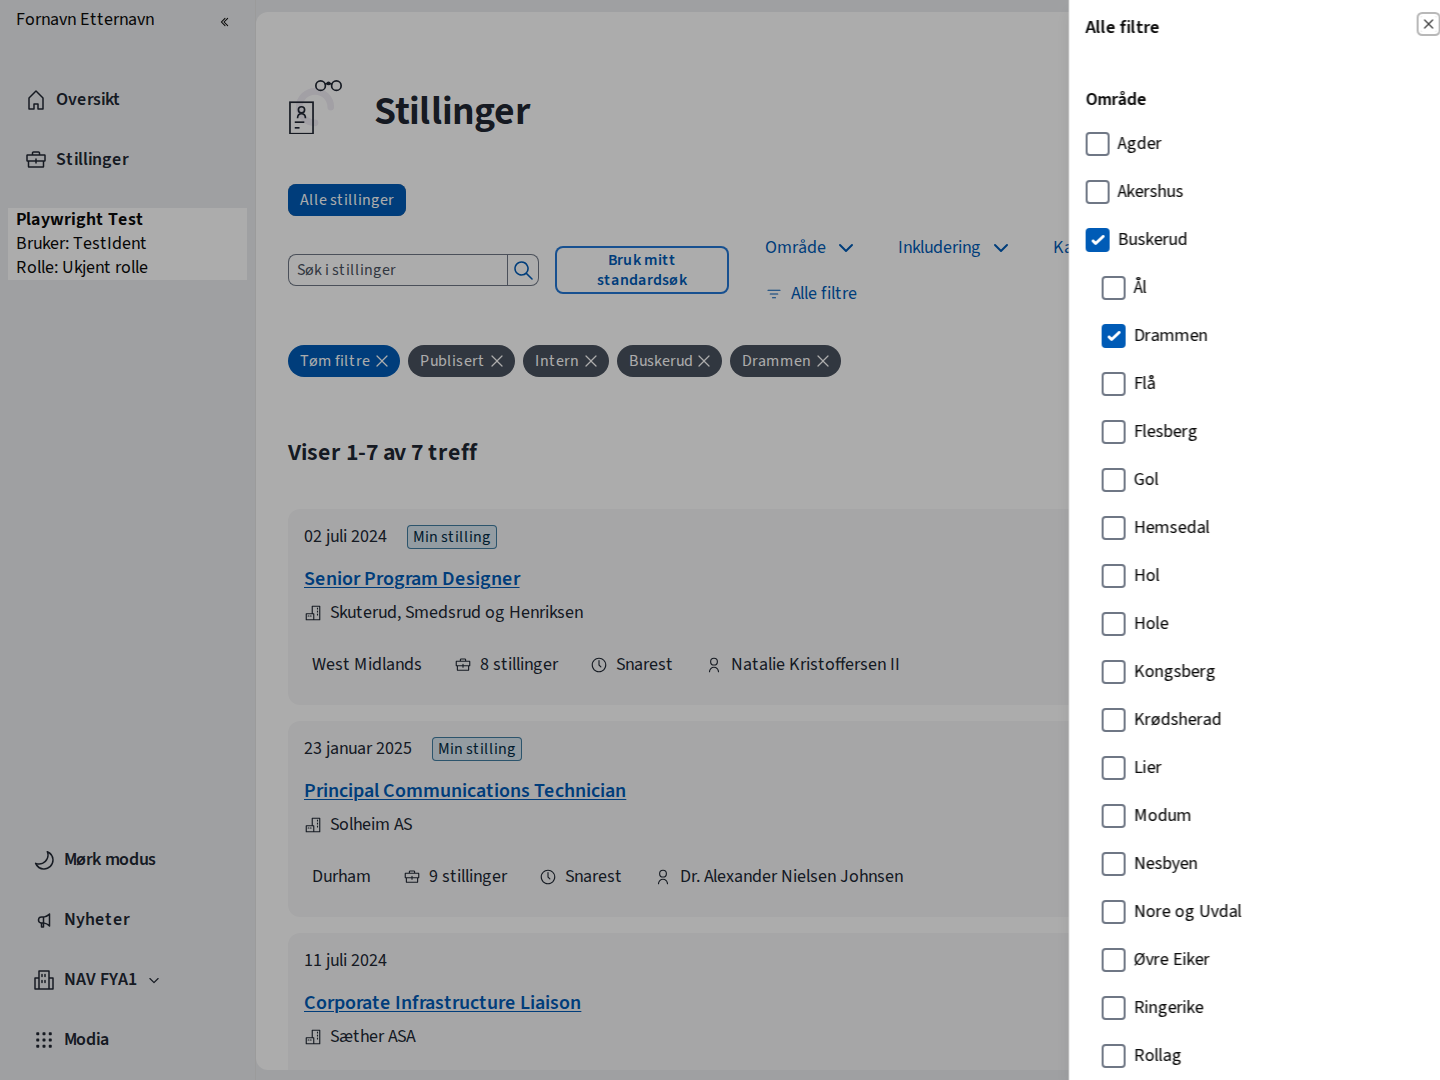 Fornavn Etternavn
Oversikt
Stillinger
Playwright Test
Bruker: TestIdent
Rolle: Ukjent rolle
Mørk modus
Nyheter
NAV FYA1
Modia
Stillinger
Alle stillinger
Søk i stillinger
Bruk mitt
standardsøk
Område
Inkludering
Alle filtre
Tøm filtre
Publisert
Intern
Buskerud
Drammen
Viser 1-7 av 7 treff
02 juli 2024 Min stilling
Senior Program Designer
Skuterud, Smedsrud og Henriksen
West Midlands 8 stillinger Snarest Natalie Kristoffersen II
23 januar 2025 Min stilling
Principal Communications Technician
Solheim AS
Durham 9 stillinger Snarest Dr. Alexander Nielsen Johnsen
11 juli 2024
Corporate Infrastructure Liaison
Sæther ASA
Alle filtre
Område
Agder
Akershus
Buskerud
Ål
Drammen
Flå
Flesberg
Gol
Hemsedal
Hol
Hole
Kongsberg
Krødsherad
Lier
Modum
Nesbyen
Nore og Uvdal
Øvre Eiker
Ringerike
Rollag